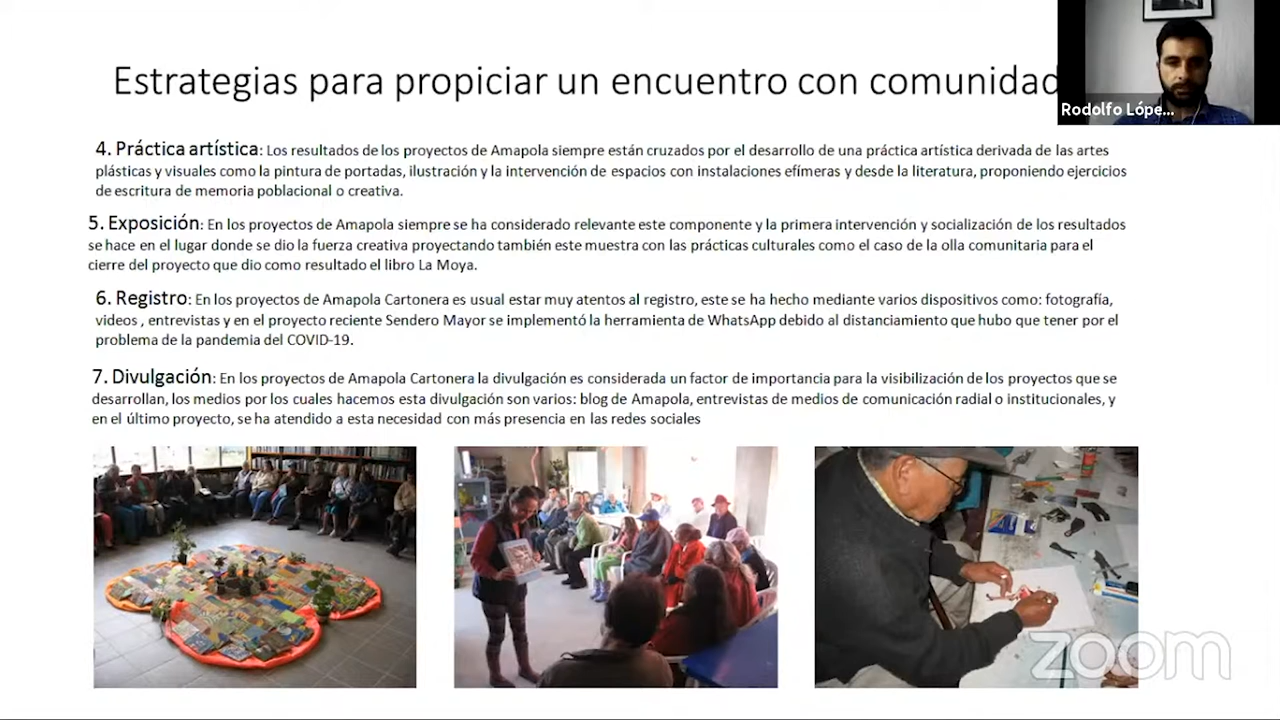 Estrategias para propiciar un encuentro con comunidad
Rodolfo Lópe...
4. Práctica artística: Los resultados de los proyectos de Amapola siempre están cruzados por el desarrollo de una práctica artística derivada de las artes
plásticas y visuales como la pintura de portadas, ilustración y la intervención de espacios con instalaciones efímeras y desde la literatura, proponiendo ejercicios
de escritura de memoria poblacional o creativa.
5. Exposición: En los proyectos de Amapola siempre se ha considerado relevante este componente y la primera intervención y socialización de los resultados
se hace en el lugar donde se dio la fuerza creativa proyectando también este muestra con las prácticas culturales como el caso de la olla comunitaria para el
cierre del proyecto que dio como resultado el libro La Moya.
6. Registro: En los proyectos de Amapola Cartonera es usual estar muy atentos al registro, este se ha hecho mediante varios dispositivos como: fotografía,
videos , entrevistas y en el proyecto reciente Sendero Mayor se implementó la herramienta de WhatsApp debido al distanciamiento que hubo que tener por el
problema de la pandemia del COVID-19.
7. Divulgación: En los proyectos de Amapola Cartonera la divulgación es considerada un factor de importancia para la visibilización de los proyectos que se
desarrollan, los medios por los cuales hacemos esta divulgación son varios: blog de Amapola, entrevistas de medios de comunicación radial o institucionales, y
en el último proyecto, se ha atendido a esta necesidad con más presencia en las redes sociales
zoom